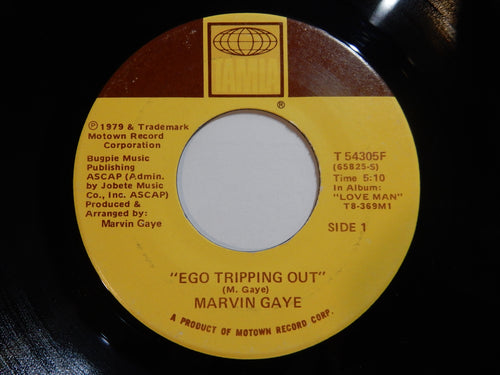 TAMLA
®
℗ 1979 & Trademark
Motown Record
Corporation
Bugpie Music
Publishing
ASCAP (Admin.
by Jobete Music
Co., Inc. ASCAP)
Produced &
Arranged by:
Marvin Gaye
T 54305F
(65825-S)
Time 5:10
In Album:
"LOVE MAN"
T8-369M1
SIDE 1
"EGO TRIPPING OUT"
(M. Gaye)
MARVIN GAYE
A PRODUCT OF MOTOWN RECORD CORP.